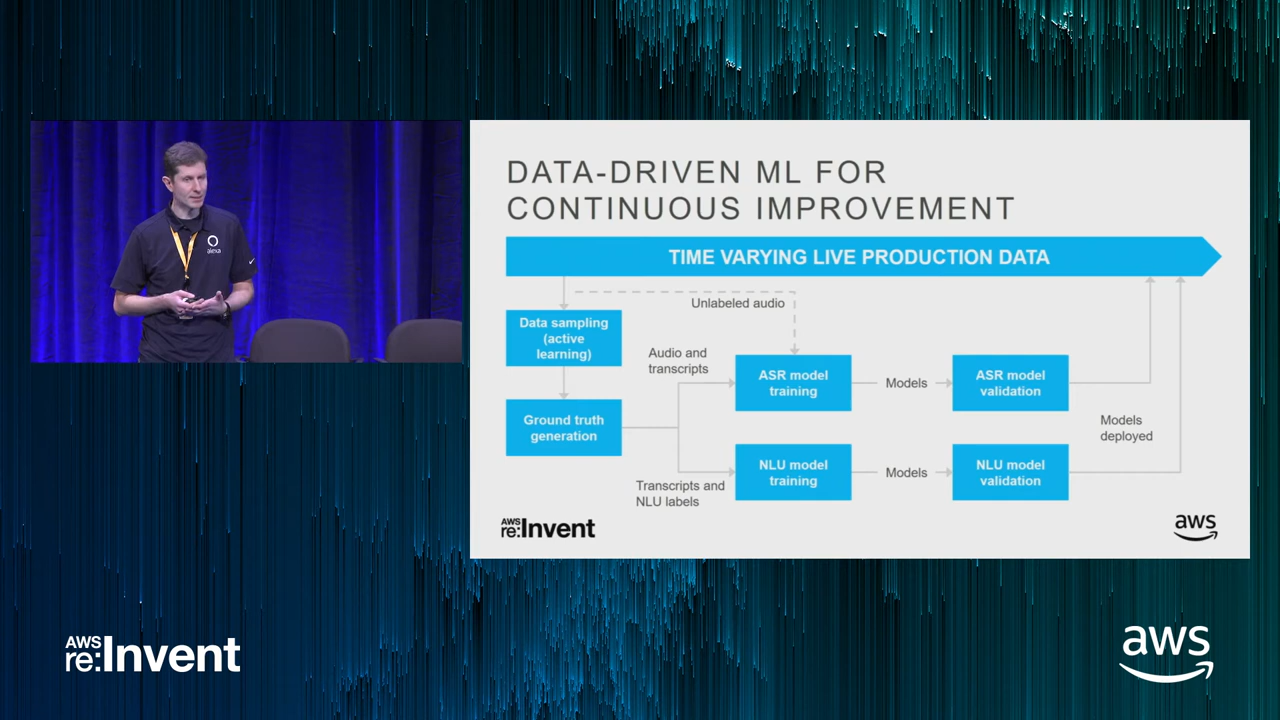 alexa
DATA-DRIVEN ML FOR
CONTINUOUS IMPROVEMENT
TIME VARYING LIVE PRODUCTION DATA
Unlabeled audio
Data sampling
(active
learning)
Audio and
transcripts
ASR model
training
Models
ASR model
validation
Ground truth
generation
Models
deployed
NLU model
training
Models
NLU model
validation
Transcripts and
NLU labels
AWS
re:Invent
aws
AWS
re:Invent
aws